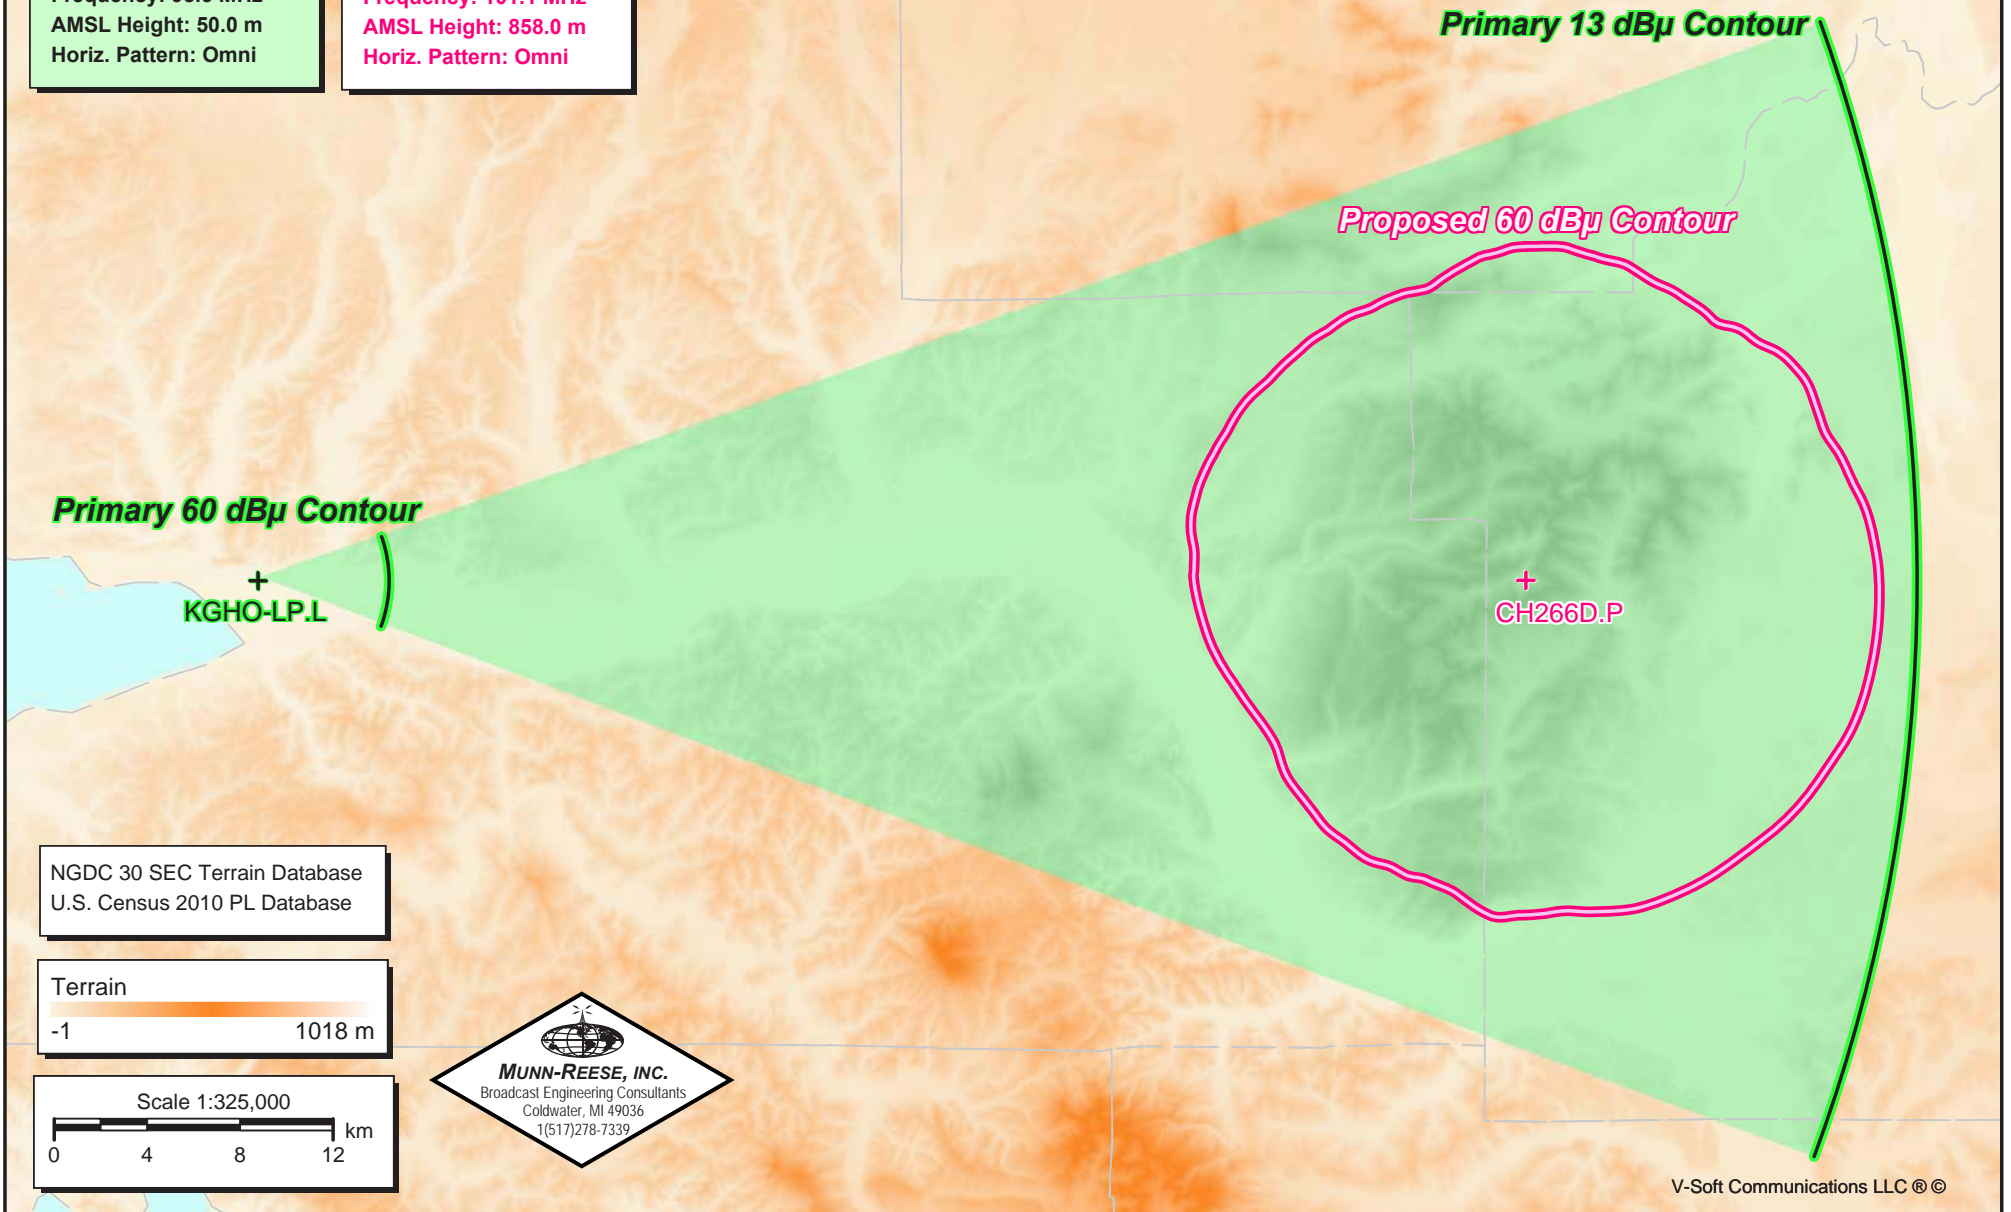 AMSL Height: 50.0 m
Horiz. Pattern: Omni
AMSL Height: 858.0 m
Horiz. Pattern: Omni
Primary 13 dBµ Contour
Proposed 60 dBµ Contour
Primary 60 dBµ Contour
KGHO-LP.L
CH266D.P
NGDC 30 SEC Terrain Database
U.S. Census 2010 PL Database
Terrain
-1 1018 m
Scale 1:325,000
km
0 4 8 12
MUNN-REESE, INC.
Broadcast Engineering Consultants
Coldwater, MI 49036
1(517)278-7339
V-Soft Communications LLC ® ©